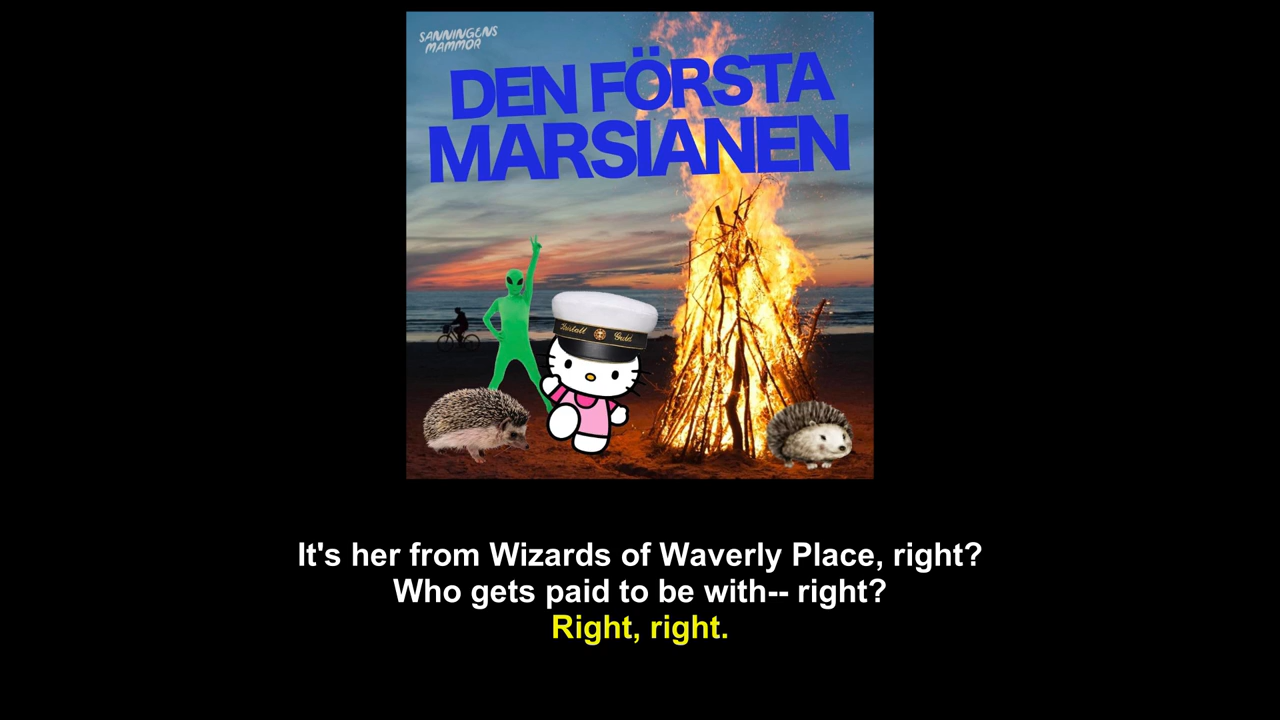 SANNINGENS
MAMMOR
DEN FÖRSTA
MARSIANEN
It's her from Wizards of Waverly Place, right?
Who gets paid to be with-- right?
Right, right.